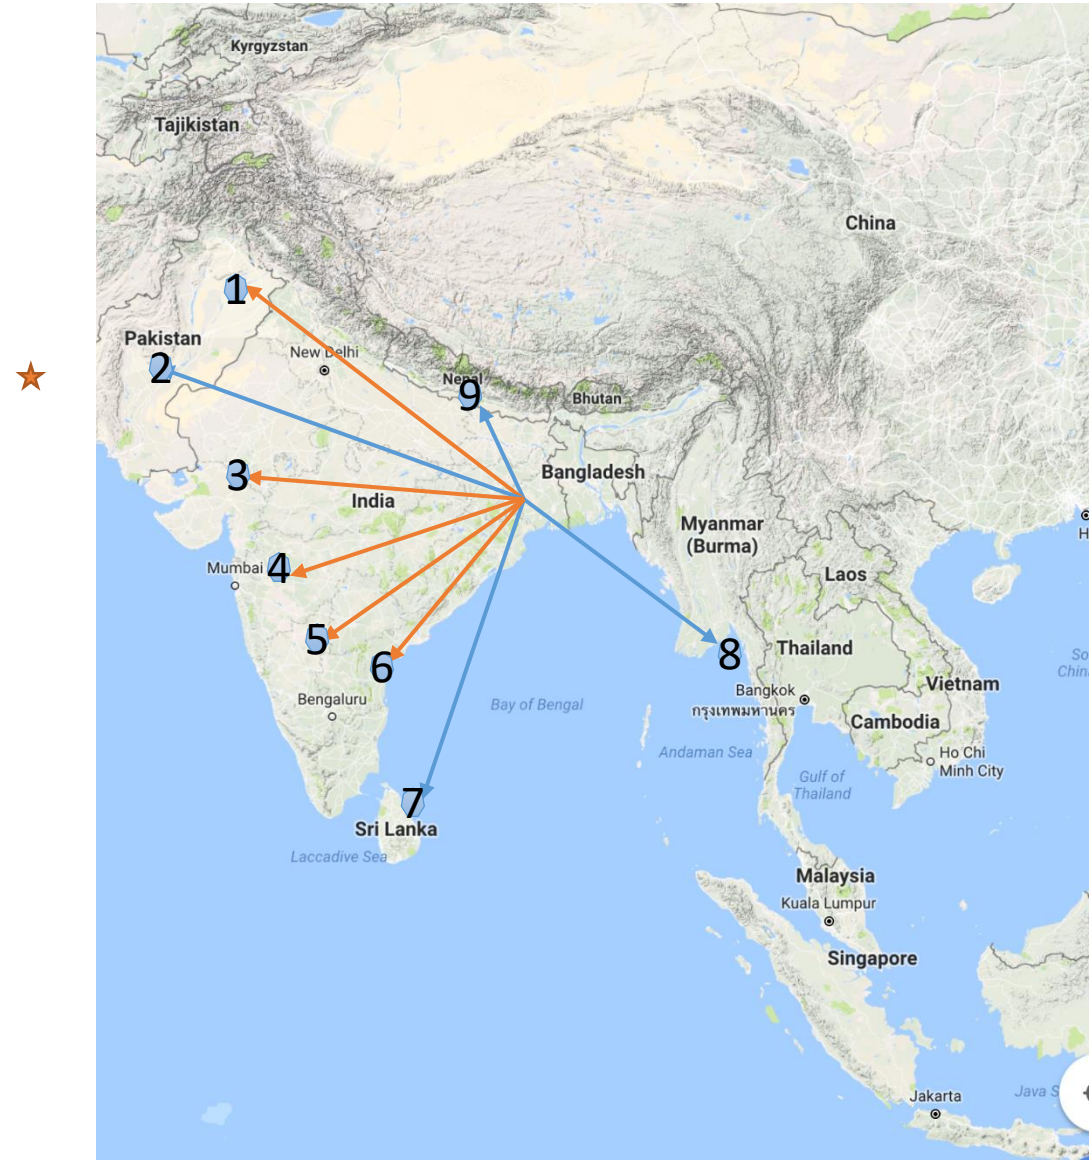 Kyrgyzstan
Tajikistan
China
1
Pakistan
New Delhi
2
Nepal
9
Bhutan
Bangladesh
3
India
Myanmar
(Burma)
H
Mumbai
4
Laos
5
6
8
Thailand
Vietnam
Bengaluru
Bay of Bengal
Bangkok
กรุงเทพมหานคร
Cambodia
Andaman Sea
Ho Chi
Minh City
Gulf of
Thailand
7
Sri Lanka
Laccadive Sea
Malaysia
Kuala Lumpur
Singapore
Jakarta
Java S